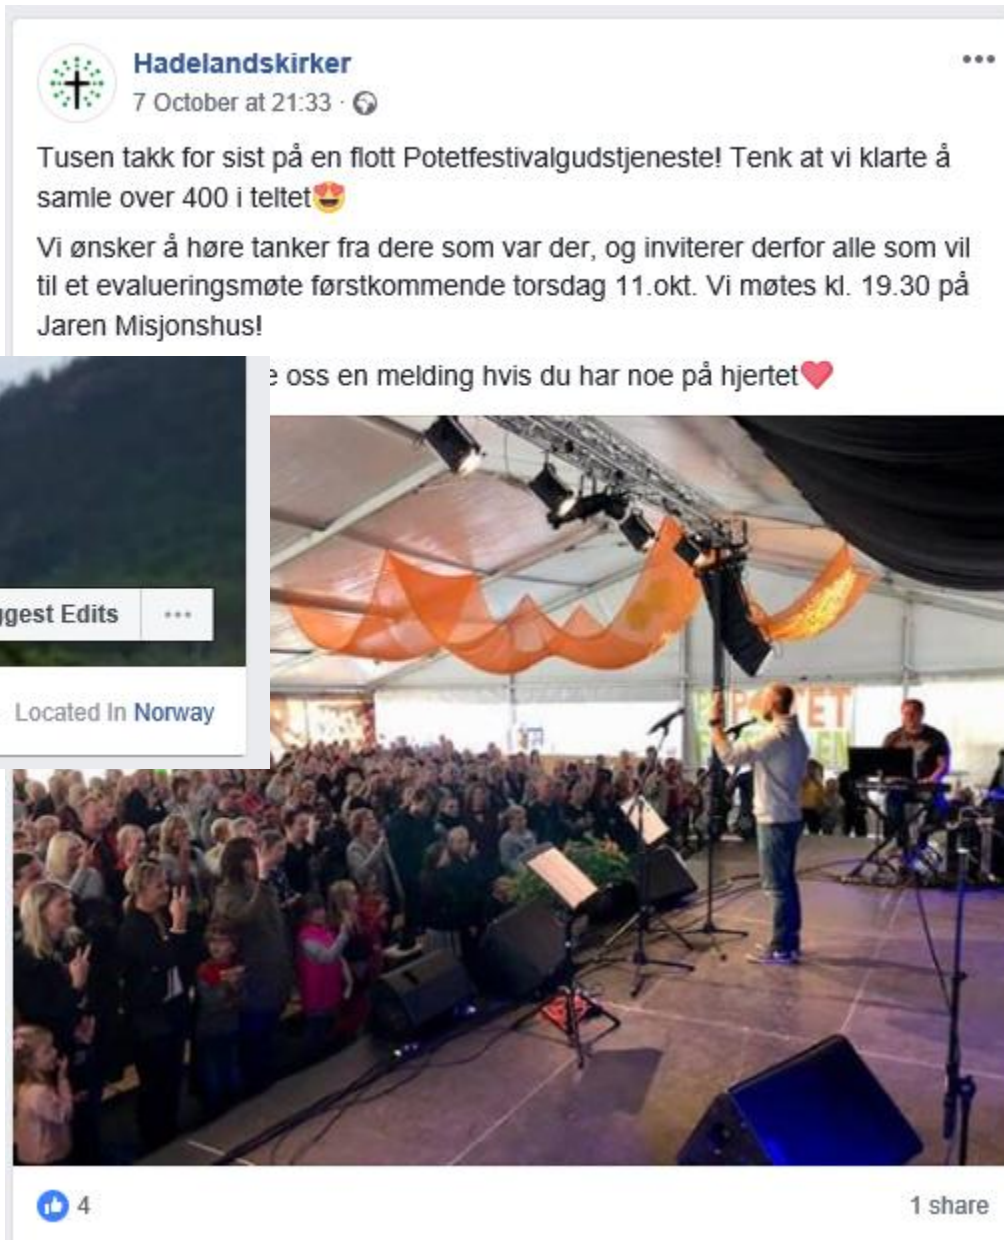 Hadelandskirker
7 October at 21:33 ·
Tusen takk for sist på en flott Potetfestivalgudstjeneste! Tenk at vi klarte å
samle over 400 i teltet😍
Vi ønsker å høre tanker fra dere som var der, og inviterer derfor alle som vil
til et evalueringsmøte førstkommende torsdag 11.okt. Vi møtes kl. 19.30 på
Jaren Misjonshus!
oss en melding hvis du har noe på hjertet❤
Edits
Located In Norway
4
1 share